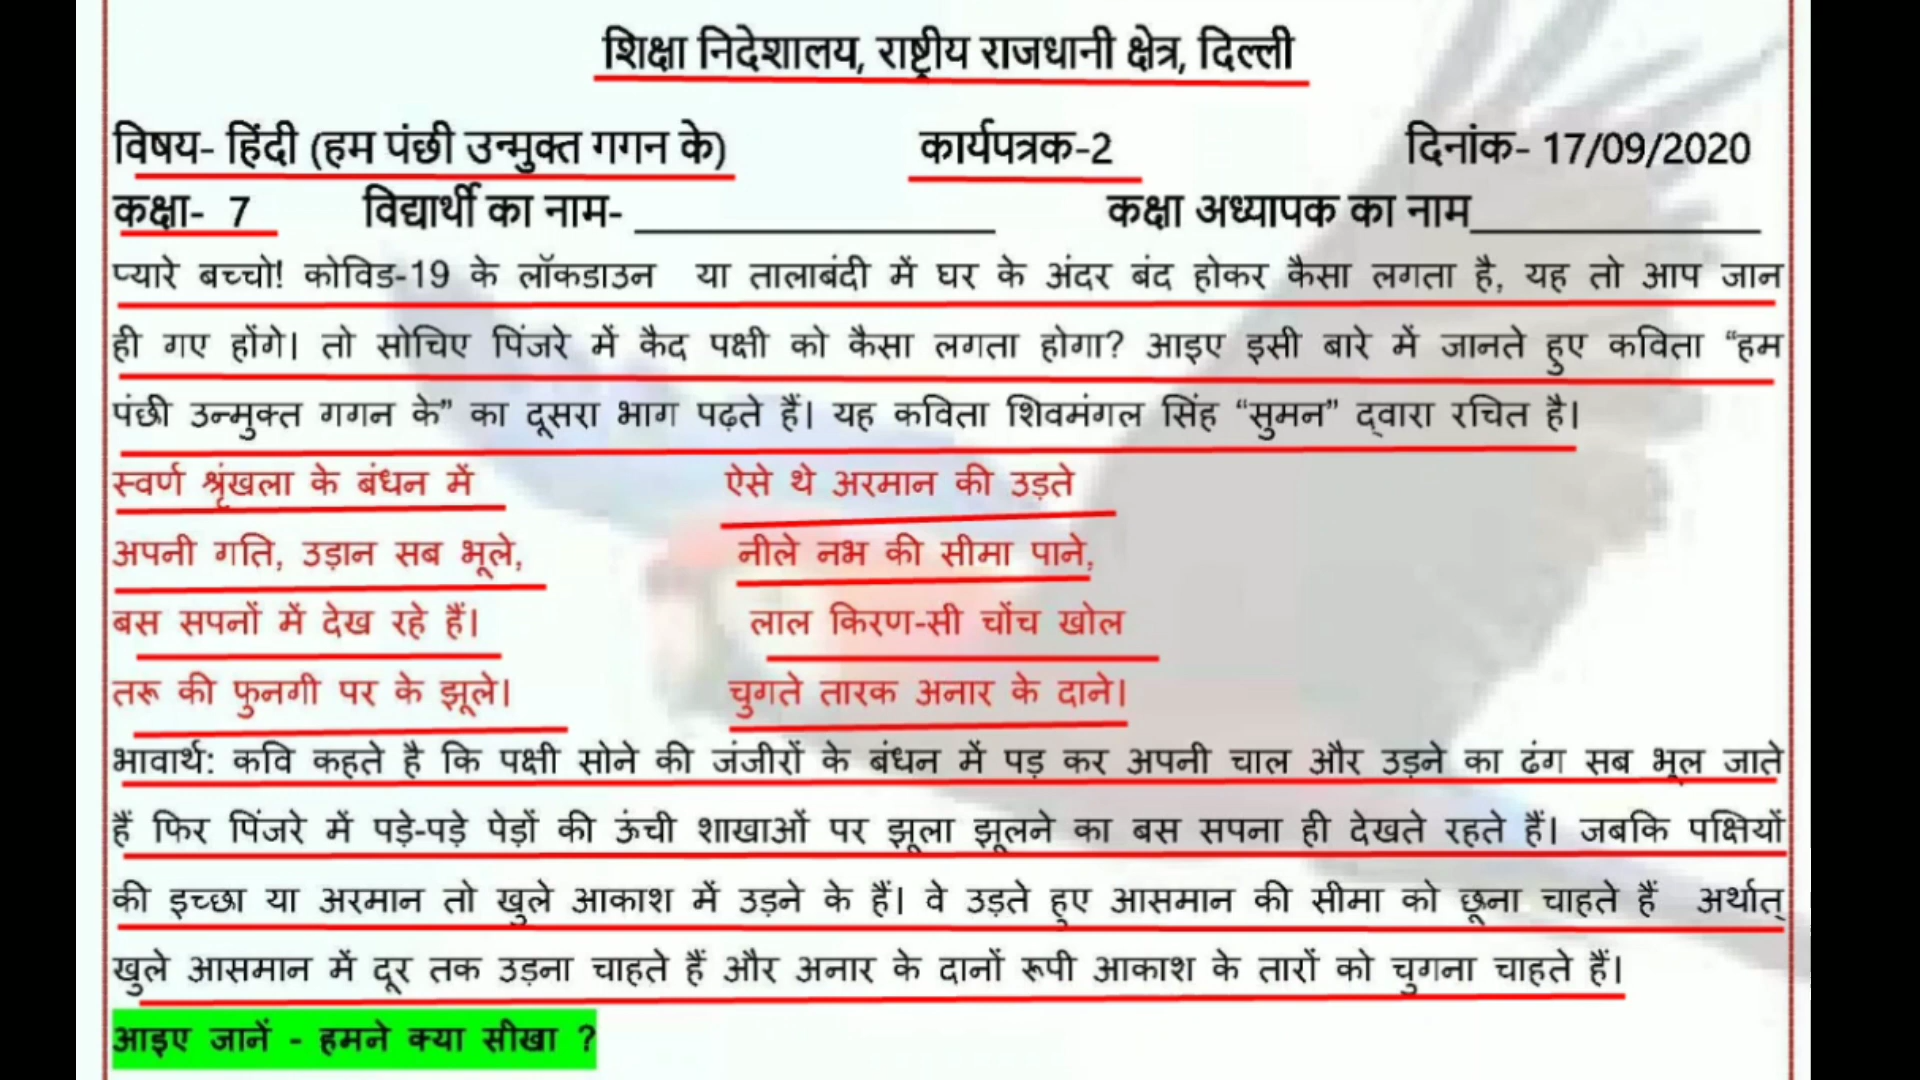 शिक्षा निदेशालय, राष्ट्रीय राजधानी क्षेत्र, दिल्ली
विषय- हिंदी (हम पंछी उन्मुक्त गगन के) कार्यपत्रक-2 दिनांक- 17/09/2020
कक्षा- 7 विद्यार्थी का नाम- ______________ कक्षा अध्यापक का नाम___________
प्यारे बच्चो! कोविड-19 के लॉकडाउन या तालाबंदी में घर के अंदर बंद होकर कैसा लगता है, यह तो आप जान
ही गए होंगे। तो सोचिए पिंजरे में कैद पक्षी को कैसा लगता होगा? आइए इसी बारे में जानते हुए कविता “हम
पंछी उन्मुक्त गगन के” का दूसरा भाग पढ़ते हैं। यह कविता शिवमंगल सिंह “सुमन” द्वारा रचित है।
स्वर्ण श्रृंखला के बंधन में ऐसे थे अरमान की उड़ते
अपनी गति, उड़ान सब भूले, नीले नभ की सीमा पाने,
बस सपनों में देख रहे हैं। लाल किरण-सी चोंच खोल
तरू की फुनगी पर के झूले। चुगते तारक अनार के दाने।
भावार्थ: कवि कहते है कि पक्षी सोने की जंजीरों के बंधन में पड़ कर अपनी चाल और उड़ने का ढंग सब भूल जाते
हैं फिर पिंजरे में पड़े-पड़े पेड़ों की ऊंची शाखाओं पर झूला झूलने का बस सपना ही देखते रहते हैं। जबकि पक्षियों
की इच्छा या अरमान तो खुले आकाश में उड़ने के हैं। वे उड़ते हुए आसमान की सीमा को छूना चाहते हैं अर्थात्
खुले आसमान में दूर तक उड़ना चाहते हैं और अनार के दानों रूपी आकाश के तारों को चुगना चाहते हैं।
आइए जानें - हमने क्या सीखा ?